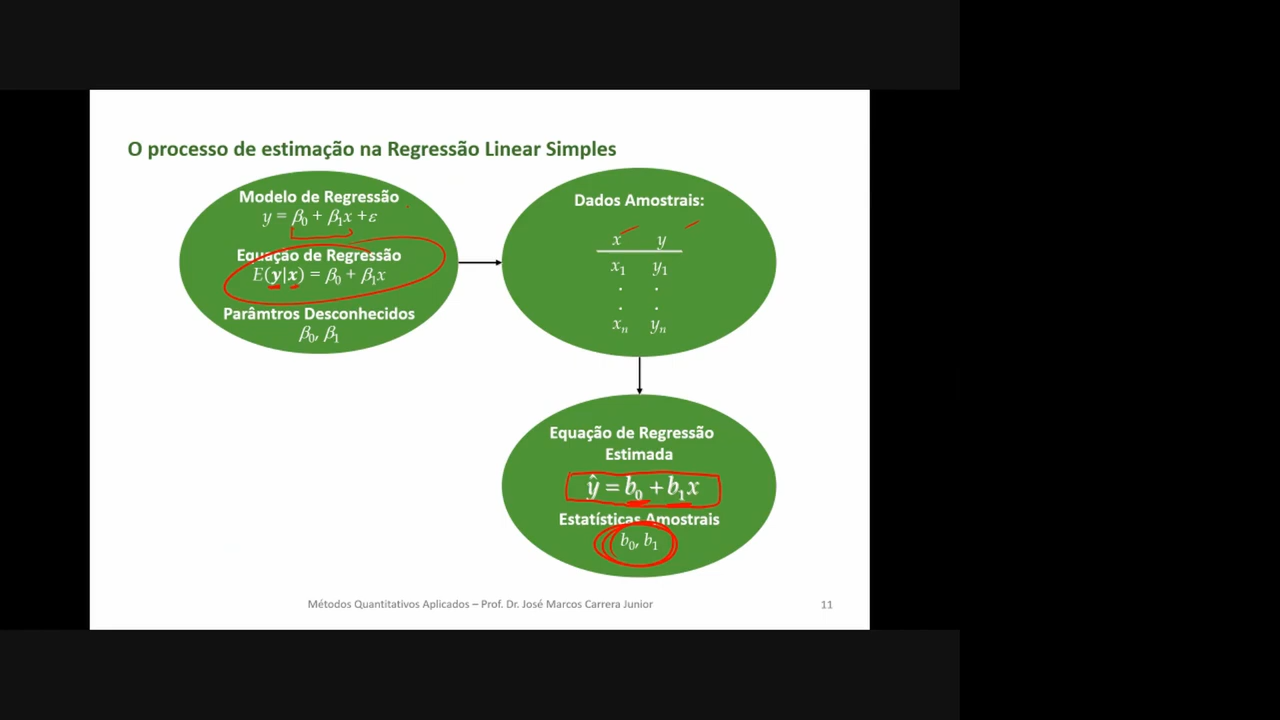 O processo de estimação na Regressão Linear Simples
Modelo de Regressão
y = β₀ + β₁x + ε
Equação de Regressão
E(y|x) = β₀ + β₁x
Parâmtros Desconhecidos
β₀, β₁
Dados Amostrais:
x y
x₁ y₁
. .
. .
xₙ yₙ
Equação de Regressão
Estimada
ŷ = b₀ + b₁x
Estatísticas Amostrais
b₀, b₁
Métodos Quantitativos Aplicados – Prof. Dr. José Marcos Carrera Junior
11